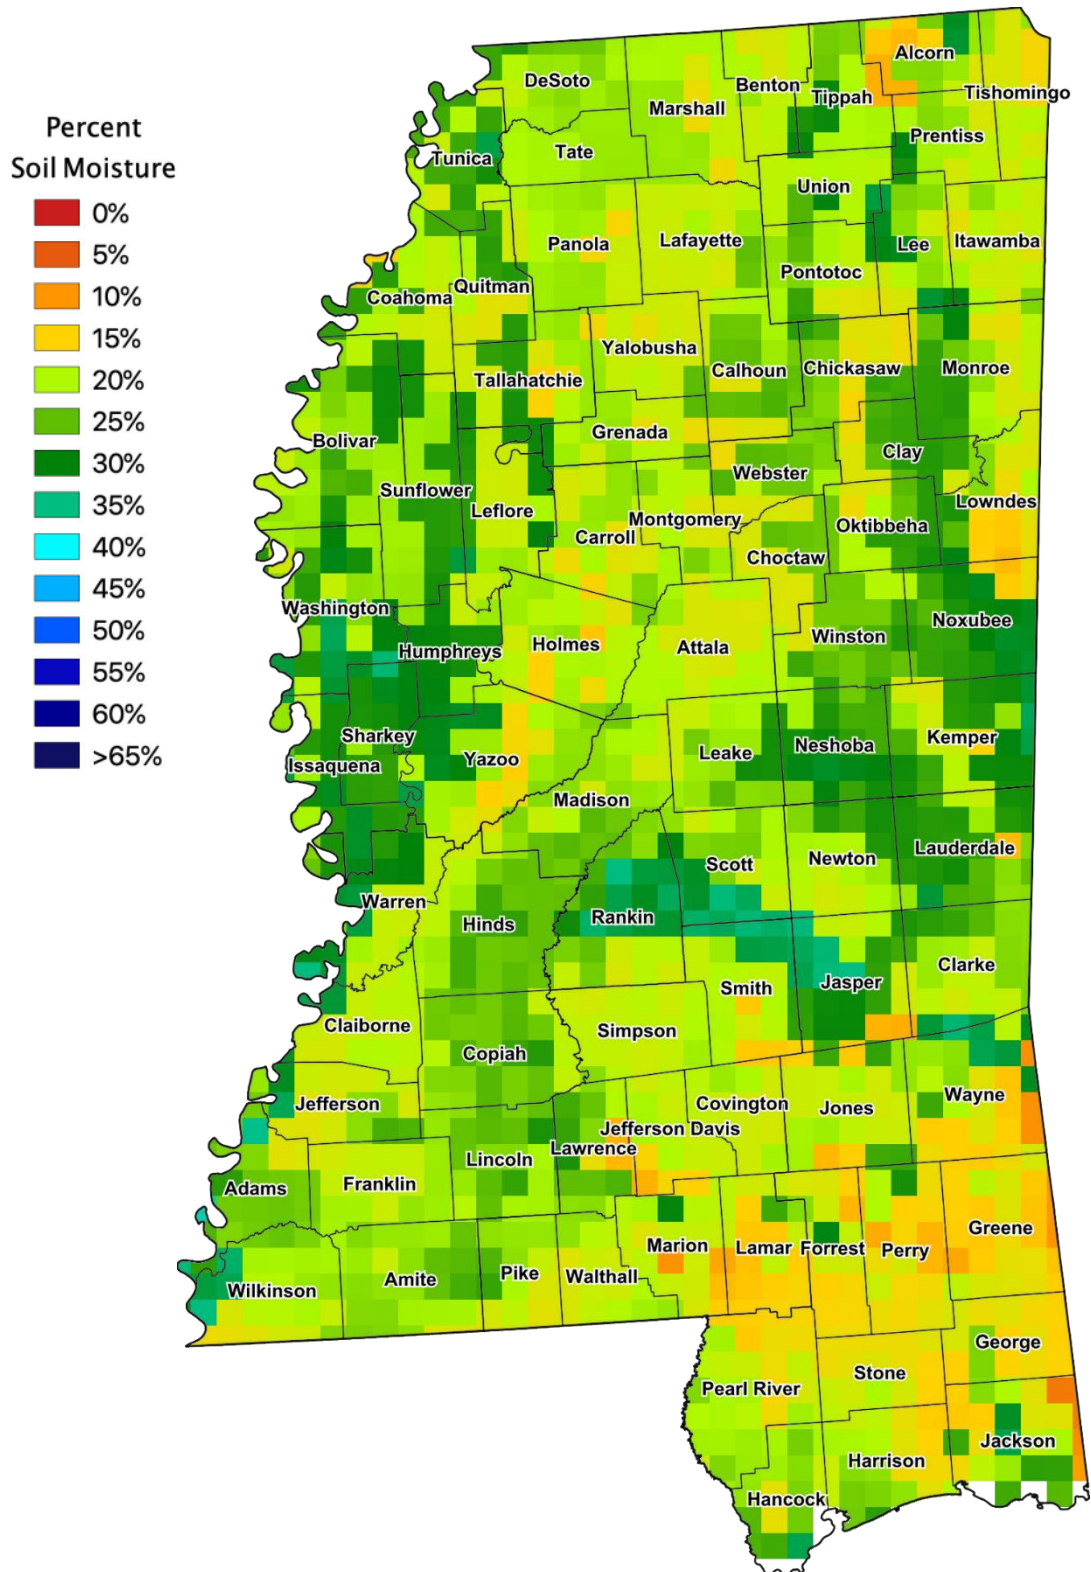 Percent
Soil Moisture
0%
5%
10%
15%
20%
25%
30%
35%
40%
45%
50%
55%
60%
>65%
Alcorn
DeSoto
Benton
Tippah
Tishomingo
Marshall
Prentiss
Tunica
Tate
Union
Panola
Lafayette
Lee
Itawamba
Pontotoc
Coahoma
Quitman
Yalobusha
Tallahatchie
Calhoun
Chickasaw
Monroe
Bolivar
Grenada
Clay
Webster
Sunflower
Leflore
Montgomery
Lowndes
Oktibbeha
Carroll
Choctaw
Washington
Noxubee
Humphreys
Holmes
Attala
Winston
Sharkey
Kemper
Issaquena
Yazoo
Leake
Neshoba
Madison
Scott
Newton
Lauderdale
Warren
Hinds
Rankin
Clarke
Smith
Jasper
Claiborne
Simpson
Copiah
Jefferson
Covington
Jones
Wayne
Jefferson Davis
Lawrence
Lincoln
Adams
Franklin
Greene
Marion
Lamar
Forrest
Perry
Wilkinson
Amite
Pike
Walthall
George
Pearl River
Stone
Jackson
Harrison
Hancock